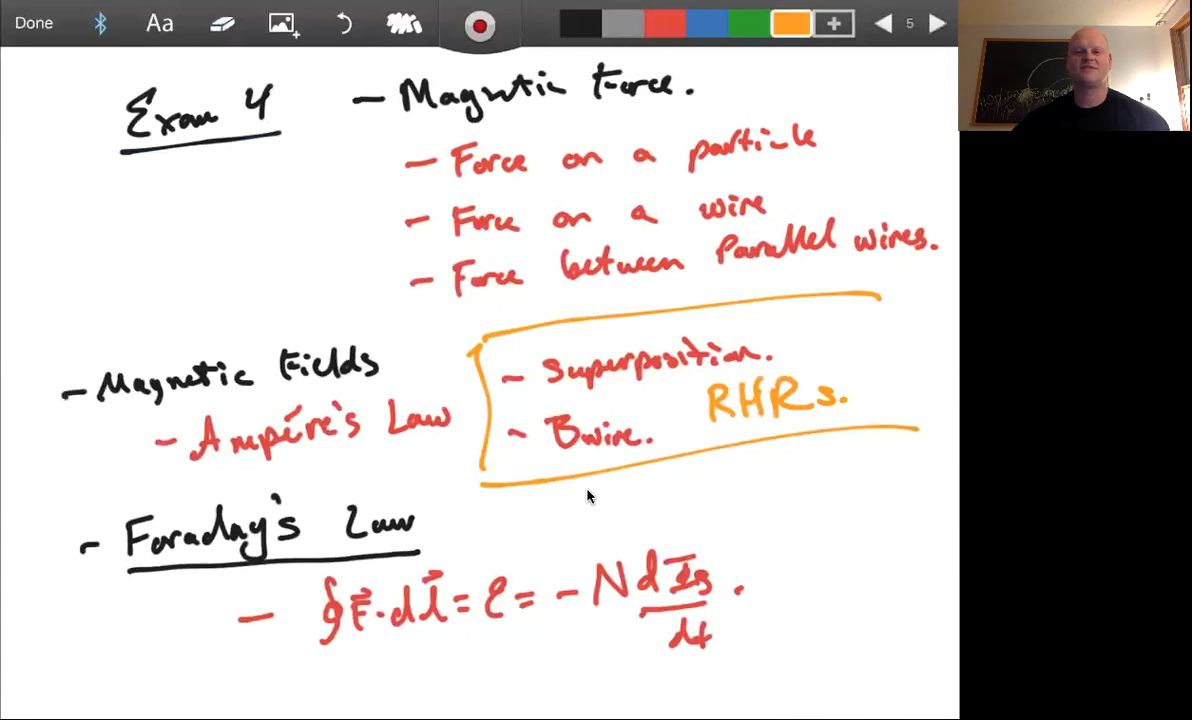 Done
Aa
5
Exam 4
- Magnetic Force.
- Force on a particle
- Force on a wire
- Force between Parallel wires.
- Magnetic Fields
- Ampére's Law
- Superposition.
- Bwire.
RHRs.
- Faraday's Law
- ∮E⃗·dl⃗ = ℰ = -N dΦB/dt.